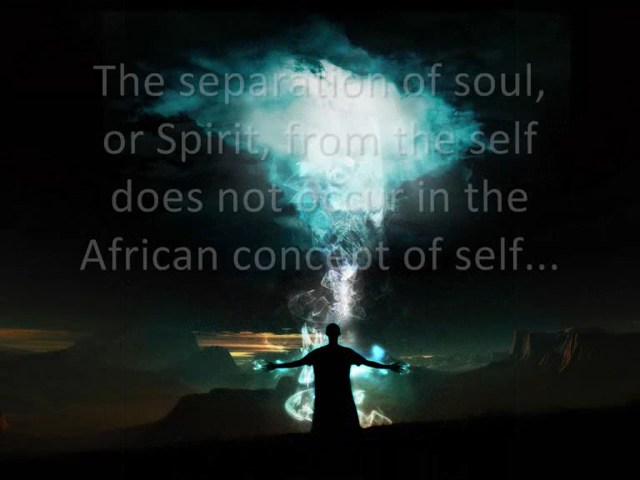 The separation of soul,
or Spirit, from the self
does not occur in the
African concept of self...